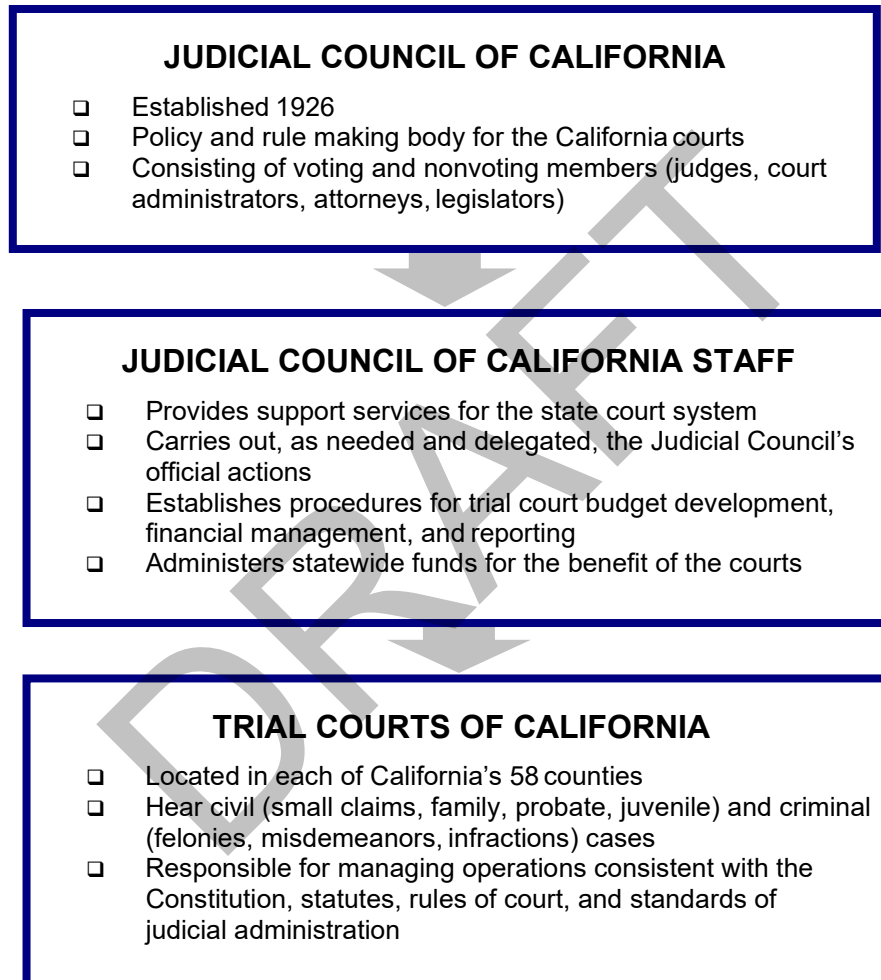 JUDICIAL COUNCIL OF CALIFORNIA
❑ Established 1926
❑ Policy and rule making body for the California courts
❑ Consisting of voting and nonvoting members (judges, court
administrators, attorneys, legislators)
JUDICIAL COUNCIL OF CALIFORNIA STAFF
❑ Provides support services for the state court system
❑ Carries out, as needed and delegated, the Judicial Council’s
official actions
❑ Establishes procedures for trial court budget development,
financial management, and reporting
❑ Administers statewide funds for the benefit of the courts
TRIAL COURTS OF CALIFORNIA
❑ Located in each of California’s 58 counties
❑ Hear civil (small claims, family, probate, juvenile) and criminal
(felonies, misdemeanors, infractions) cases
❑ Responsible for managing operations consistent with the
Constitution, statutes, rules of court, and standards of
judicial administration
DRAFT